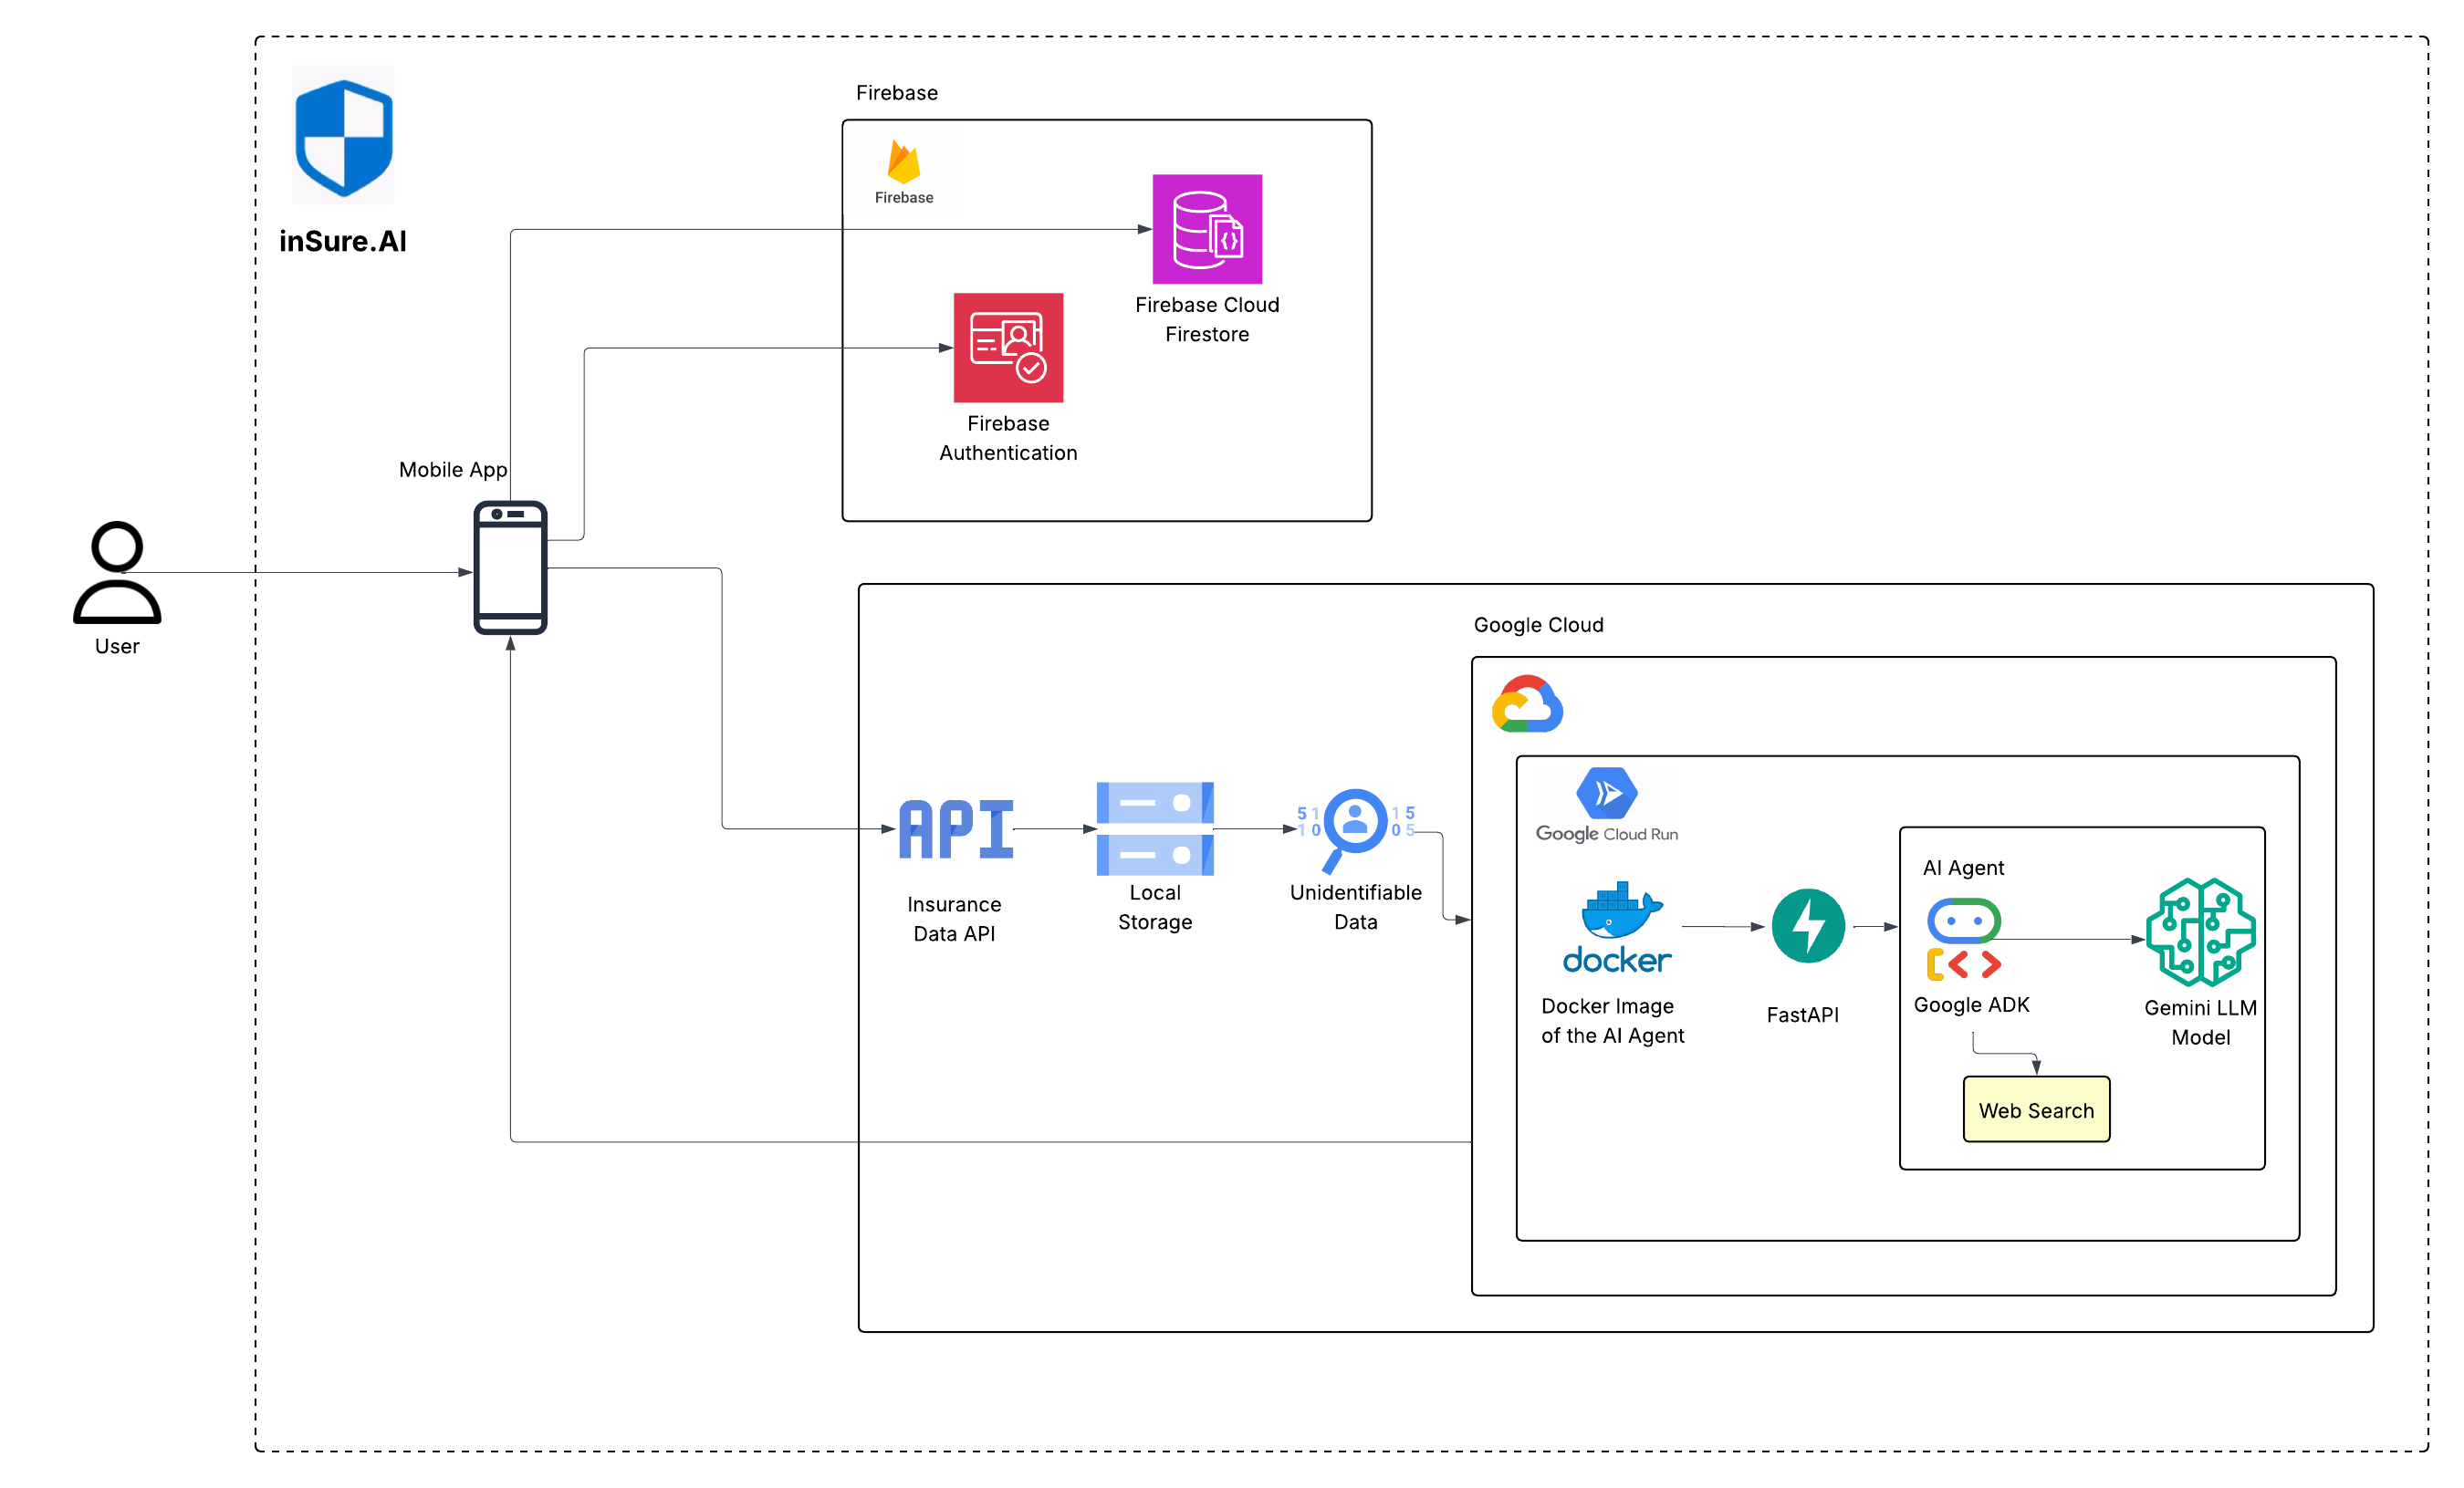 inSure.AI
Firebase
Firebase
Firebase Cloud
Firestore
Firebase
Authentication
Mobile App
User
Google Cloud
Google Cloud Run
API
Insurance
Data API
Local
Storage
5 1 1 5
1 0 0 5
Unidentifiable
Data
docker
Docker Image
of the AI Agent
FastAPI
AI Agent
Google ADK
Gemini LLM
Model
Web Search